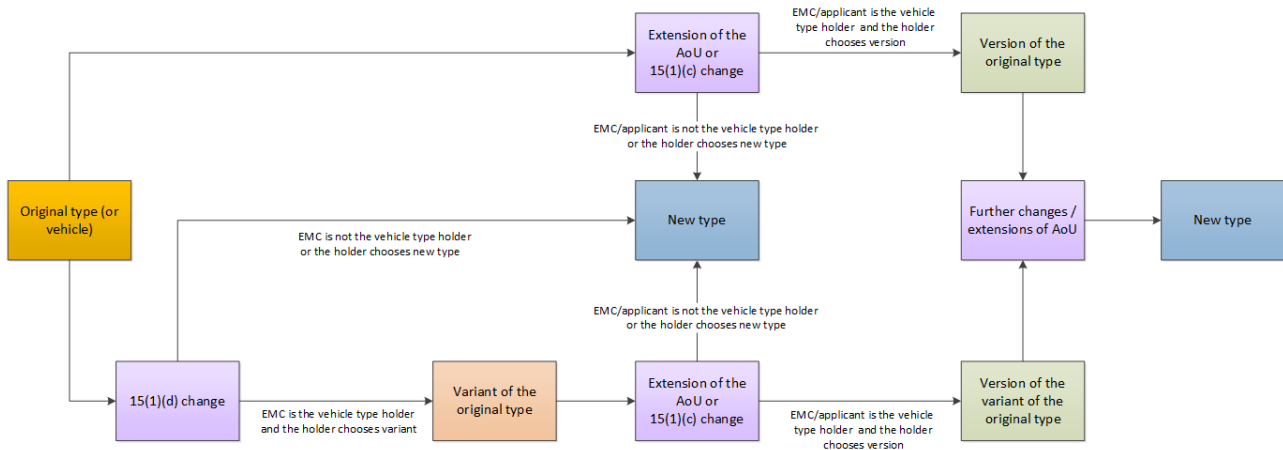 EMC/applicant is the vehicle
type holder and the holder
chooses version
Extension of the
AoU or
15(1)(c) change
Version of the
original type
EMC/applicant is not the vehicle type holder
or the holder chooses new type
Original type (or
vehicle)
New type
Further changes /
extensions of AoU
New type
EMC is not the vehicle type holder
or the holder chooses new type
EMC/applicant is not the vehicle type holder
or the holder chooses new type
15(1)(d) change
EMC is the vehicle type holder
and the holder chooses variant
Variant of the
original type
Extension of the
AoU or
15(1)(c) change
EMC/applicant is the vehicle
type holder and the holder
chooses version
Version of the
variant of the
original type